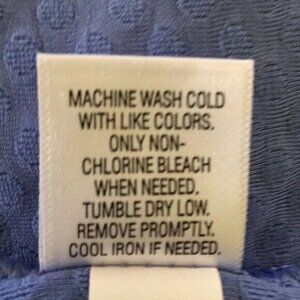 MACHINE WASH COLD
WITH LIKE COLORS.
ONLY NON-
CHLORINE BLEACH
WHEN NEEDED.
TUMBLE DRY LOW.
REMOVE PROMPTLY.
COOL IRON IF NEEDED.